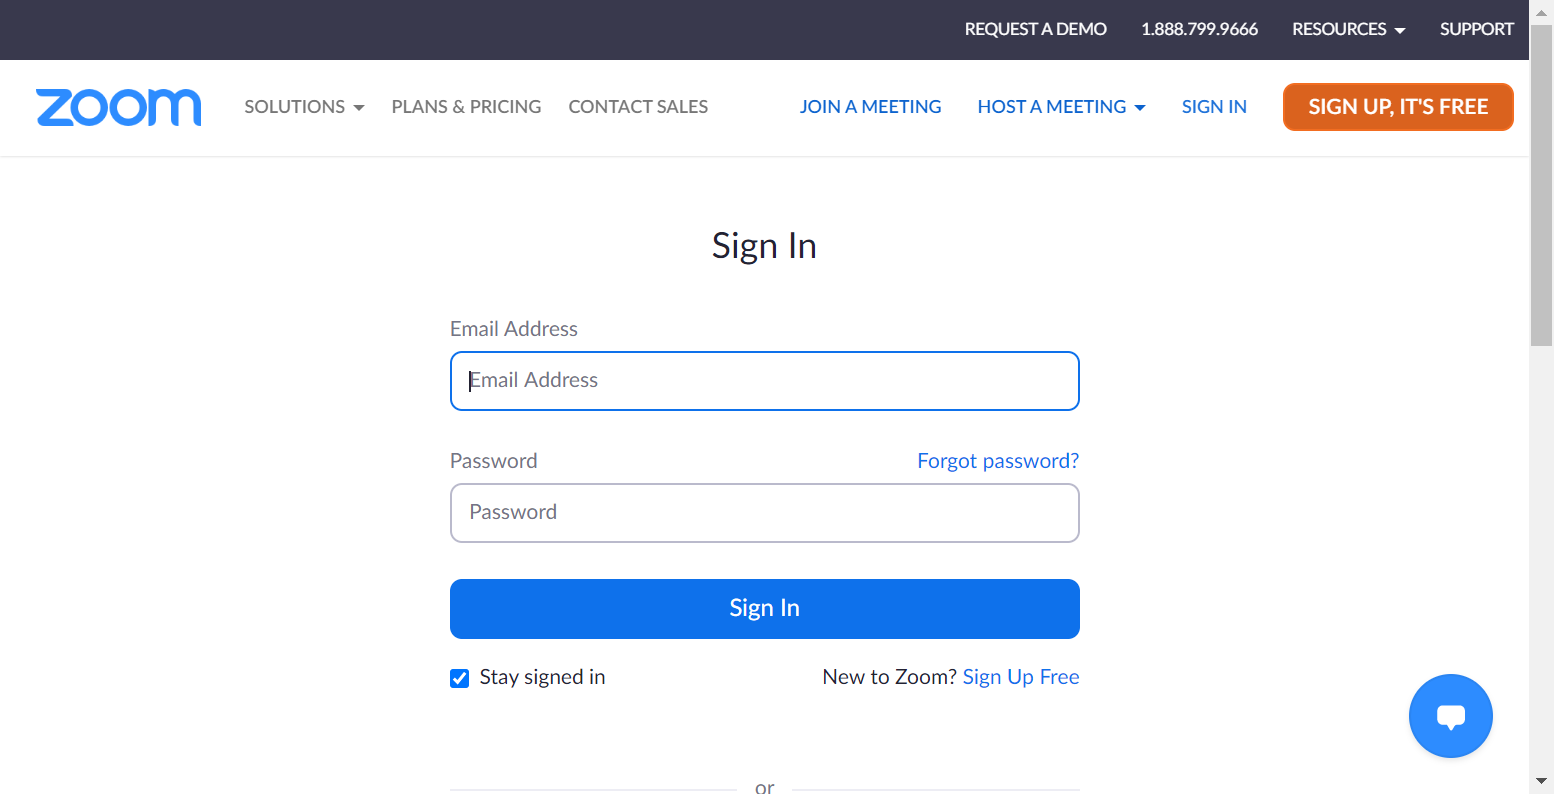 REQUEST A DEMO 1.888.799.9666 RESOURCES SUPPORT
zoom SOLUTIONS PLANS & PRICING CONTACT SALES JOIN A MEETING HOST A MEETING SIGN IN SIGN UP, IT'S FREE
Sign In
Email Address
Email Address
Password Forgot password?
Password
Sign In
Stay signed in New to Zoom? Sign Up Free
or